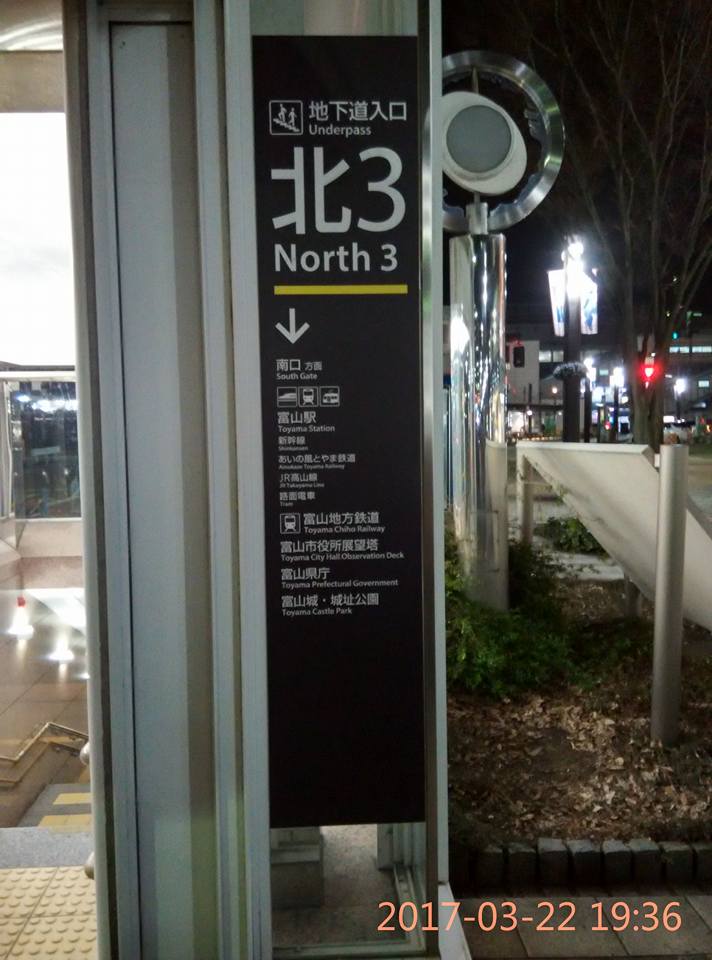 地下道入口
Underpass
北3
North 3
南口 方面
South Gate
富山駅
Toyama Station
新幹線
Shinkansen
あいの風とやま鉄道
Ainokaze Toyama Railway
JR高山線
JR Takayama Line
路面電車
Tram
富山地方鉄道
Toyama Chiho Railway
富山市役所展望塔
Toyama City Hall Observation Deck
富山県庁
Toyama Prefectural Government
富山城・城址公園
Toyama Castle Park
2017-03-22 19:36